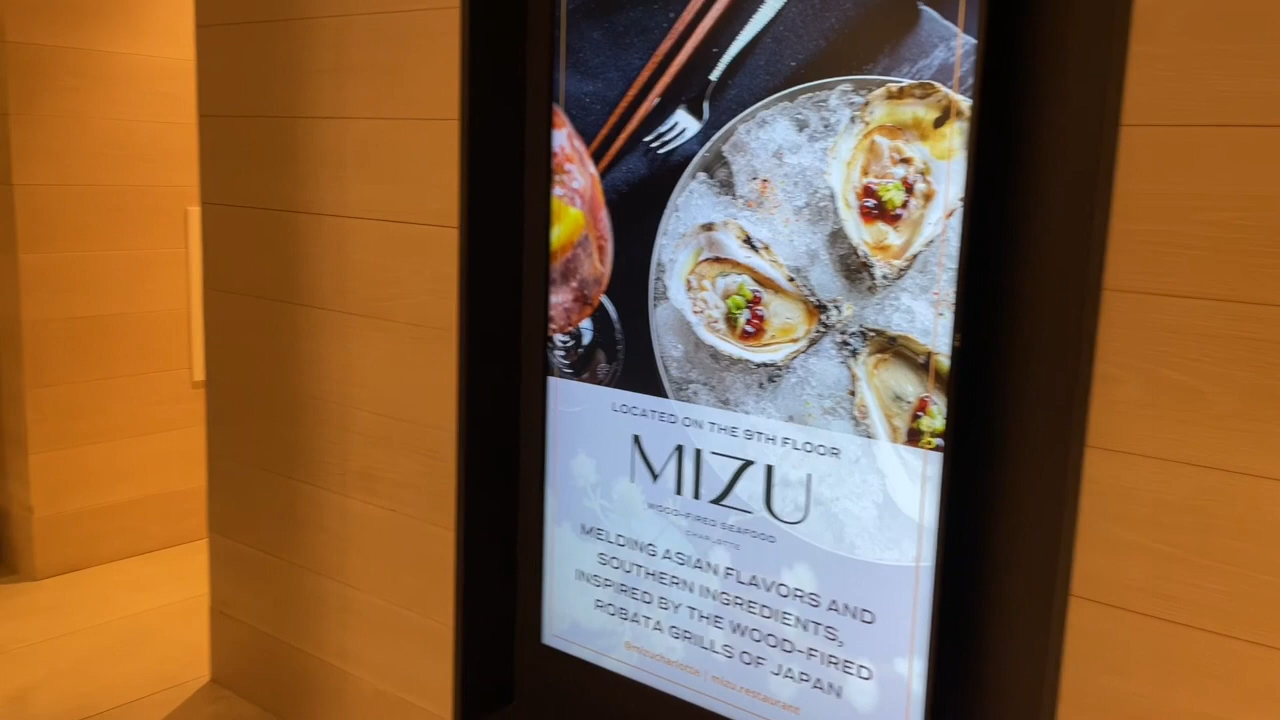 LOCATED ON THE 9TH FLOOR
MIZU
WOOD-FIRED SEAFOOD
CHARLOTTE
MELDING ASIAN FLAVORS AND
SOUTHERN INGREDIENTS,
INSPIRED BY THE WOOD-FIRED
ROBATA GRILLS OF JAPAN
@mizucharlotte | mizu.restaurant